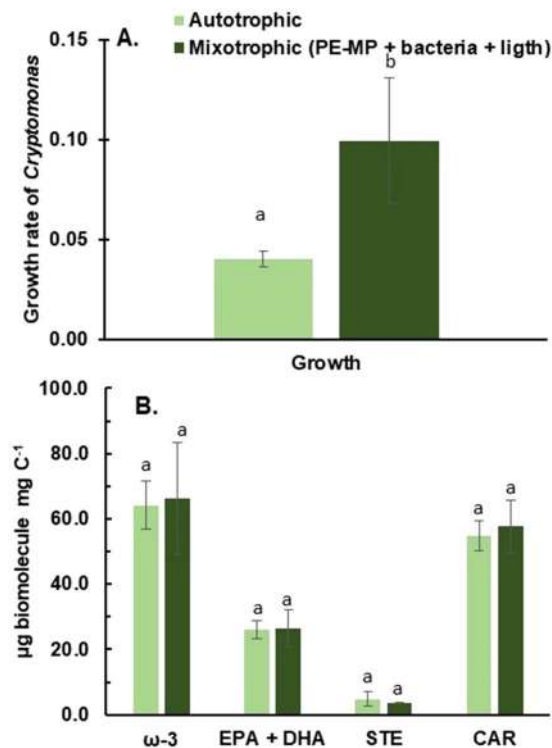 Autotrophic
Mixotrophic (PE-MP + bacteria + ligth)
A.
0.15
0.10
0.05
0.00
Growth rate of Cryptomonas
a
b
Growth
B.
100.0
80.0
60.0
40.0
20.0
0.0
µg biomolecule mg C⁻¹
a a
a a
a a
a a
ω-3 EPA + DHA STE CAR